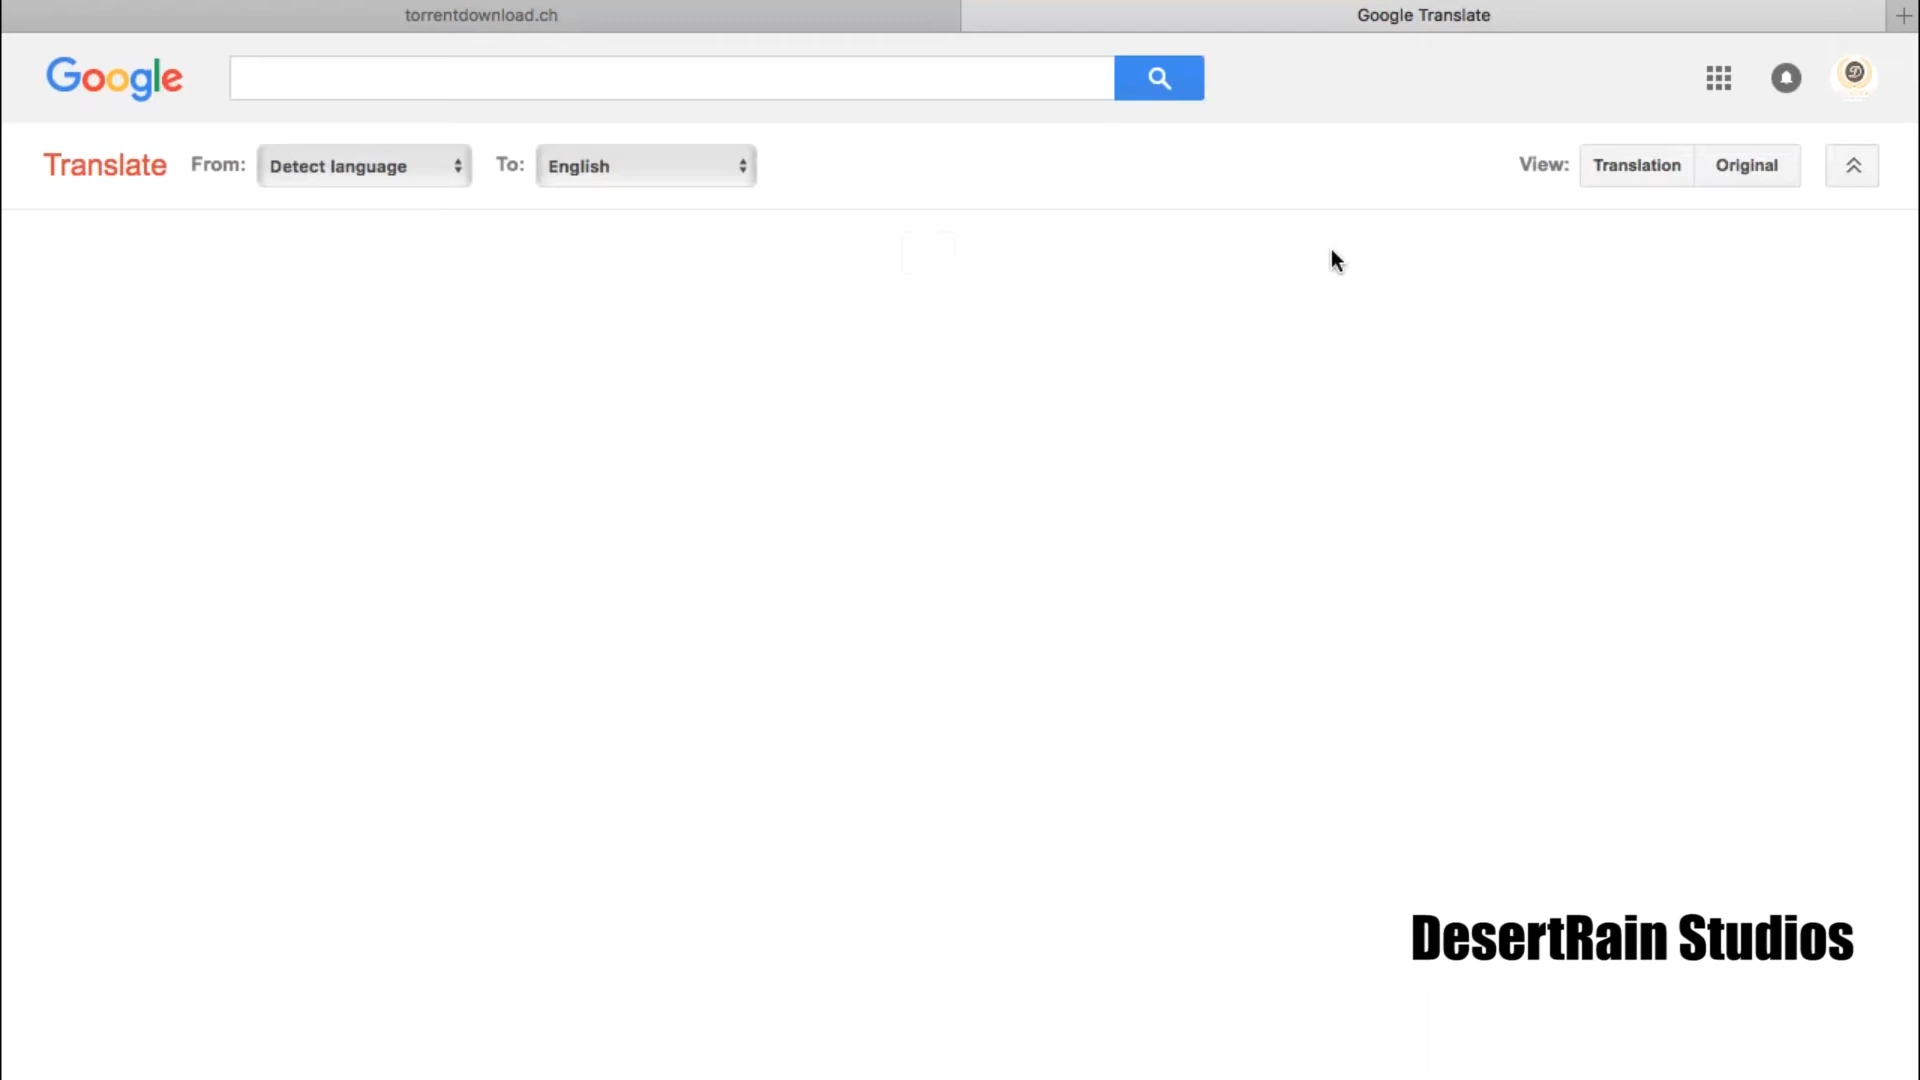 torrentdownload.ch
Google Translate
Google
Translate From: Detect language To: English View: Translation Original
DesertRain Studios